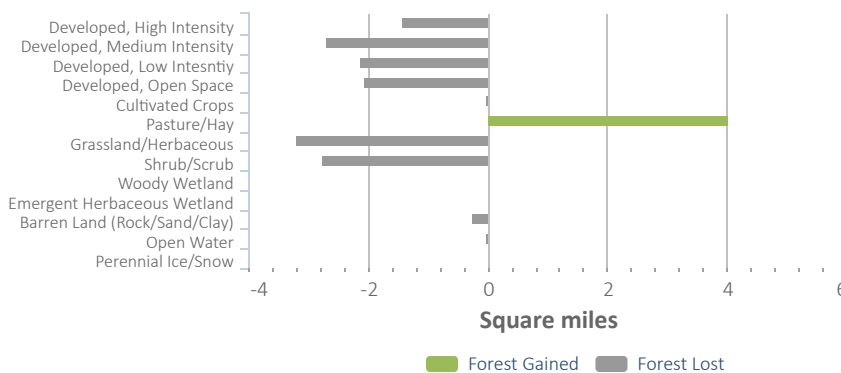 Developed, High Intensity
Developed, Medium Intensity
Developed, Low Intesntiy
Developed, Open Space
Cultivated Crops
Pasture/Hay
Grassland/Herbaceous
Shrub/Scrub
Woody Wetland
Emergent Herbaceous Wetland
Barren Land (Rock/Sand/Clay)
Open Water
Perennial Ice/Snow
-4 -2 0 2 4 6
Square miles
Forest Gained Forest Lost